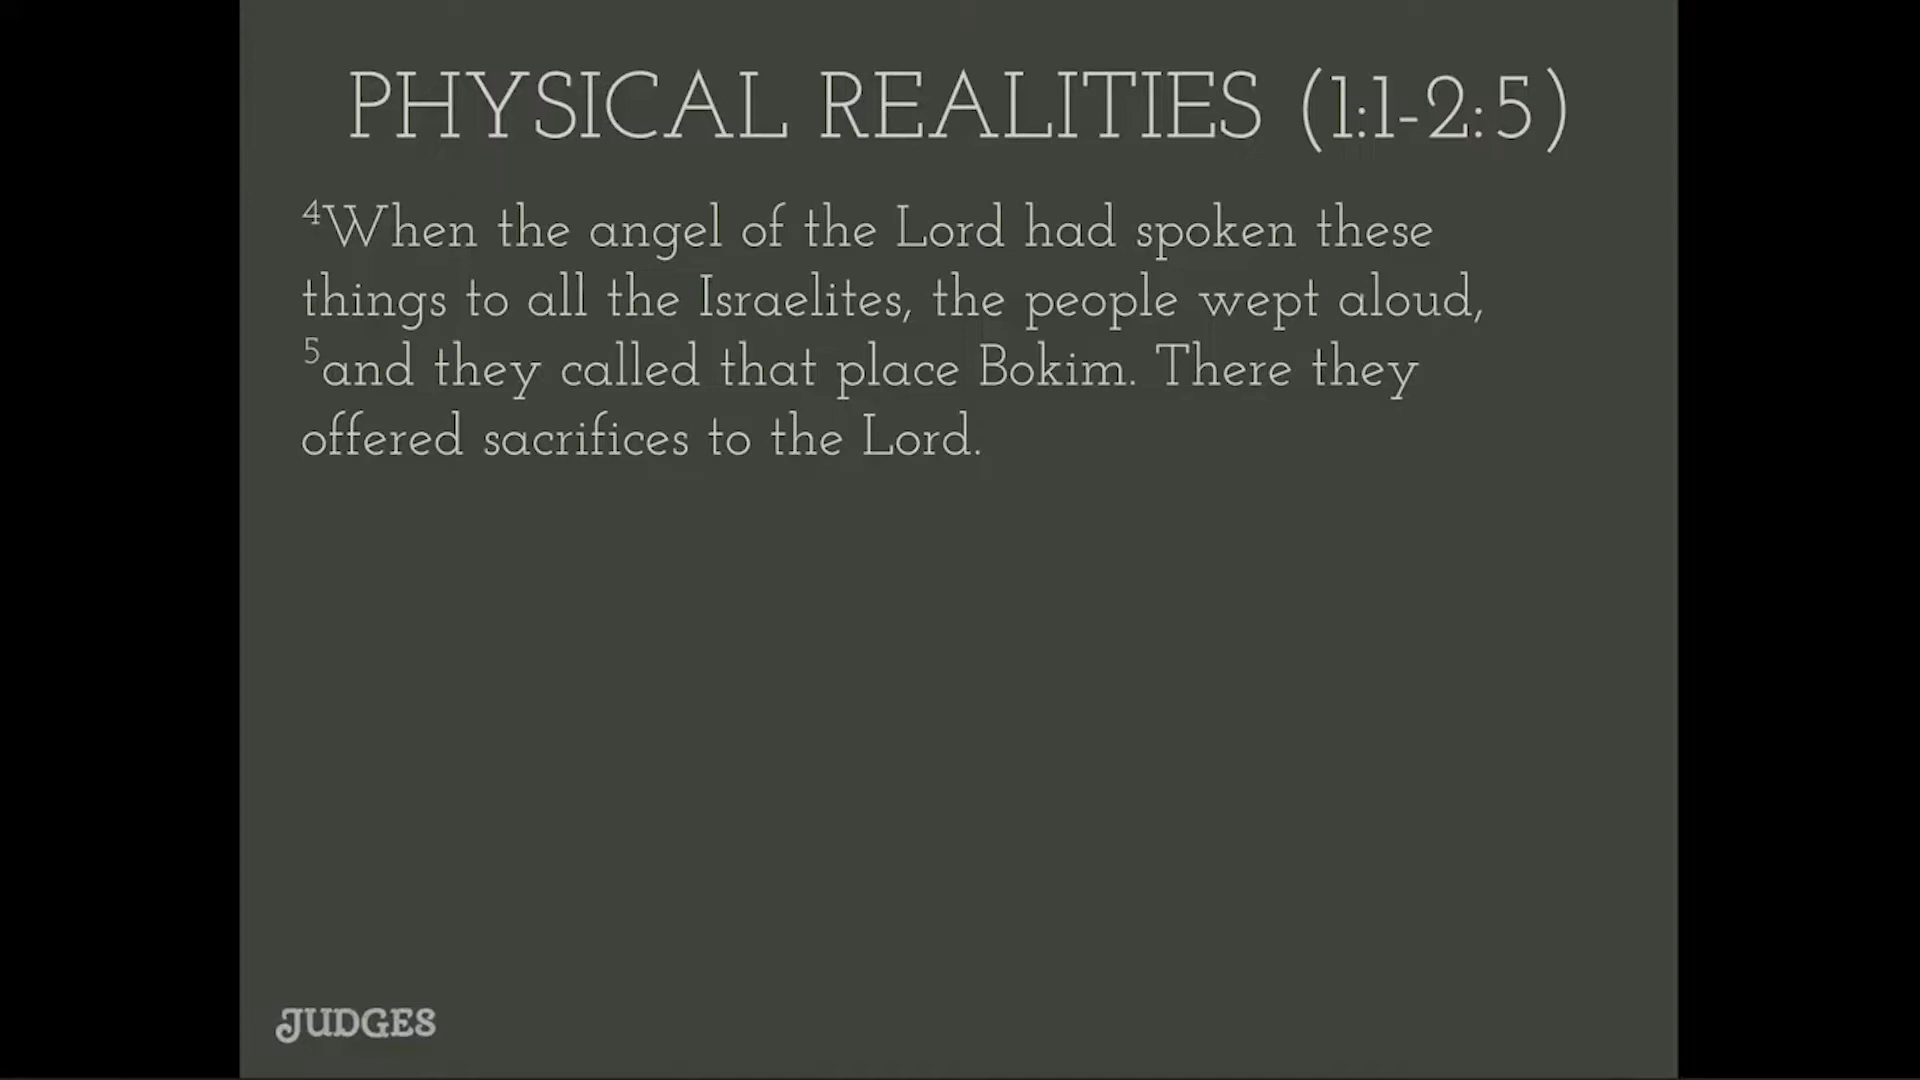 PHYSICAL REALITIES (1:1-2:5)
⁴When the angel of the Lord had spoken these
things to all the Israelites, the people wept aloud,
⁵and they called that place Bokim. There they
offered sacrifices to the Lord.
JUDGES